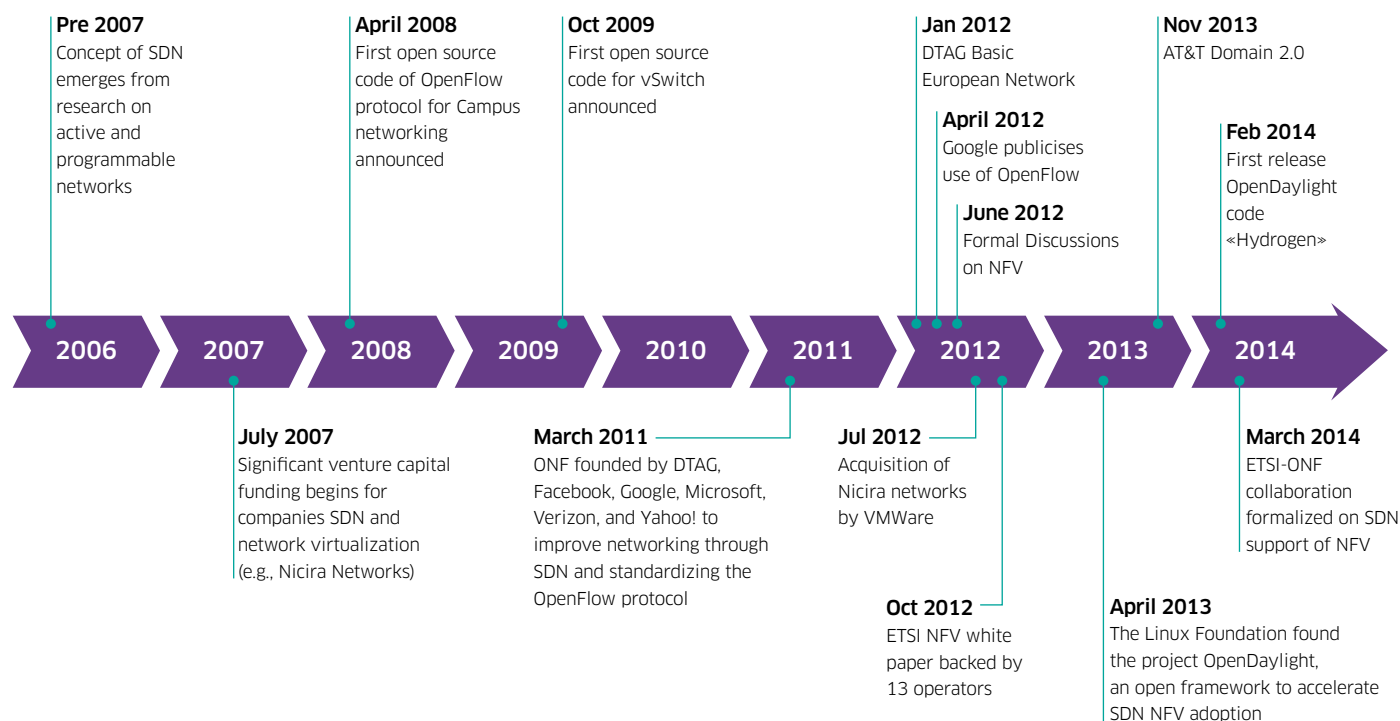 Pre 2007
Concept of SDN
emerges from
research on
active and
programmable
networks
April 2008
First open source
code of OpenFlow
protocol for Campus
networking
announced
Oct 2009
First open source
code for vSwitch
announced
Jan 2012
DTAG Basic
European Network
April 2012
Google publicises
use of OpenFlow
June 2012
Formal Discussions
on NFV
Nov 2013
AT&T Domain 2.0
Feb 2014
First release
OpenDaylight
code
«Hydrogen»
2006
2007
2008
2009
2010
2011
2012
2013
2014
July 2007
Significant venture capital
funding begins for
companies SDN and
network virtualization
(e.g., Nicira Networks)
March 2011
ONF founded by DTAG,
Facebook, Google, Microsoft,
Verizon, and Yahoo! to
improve networking through
SDN and standardizing the
OpenFlow protocol
Jul 2012
Acquisition of
Nicira networks
by VMWare
Oct 2012
ETSI NFV white
paper backed by
13 operators
April 2013
The Linux Foundation found
the project OpenDaylight,
an open framework to accelerate
SDN NFV adoption
March 2014
ETSI-ONF
collaboration
formalized on SDN
support of NFV